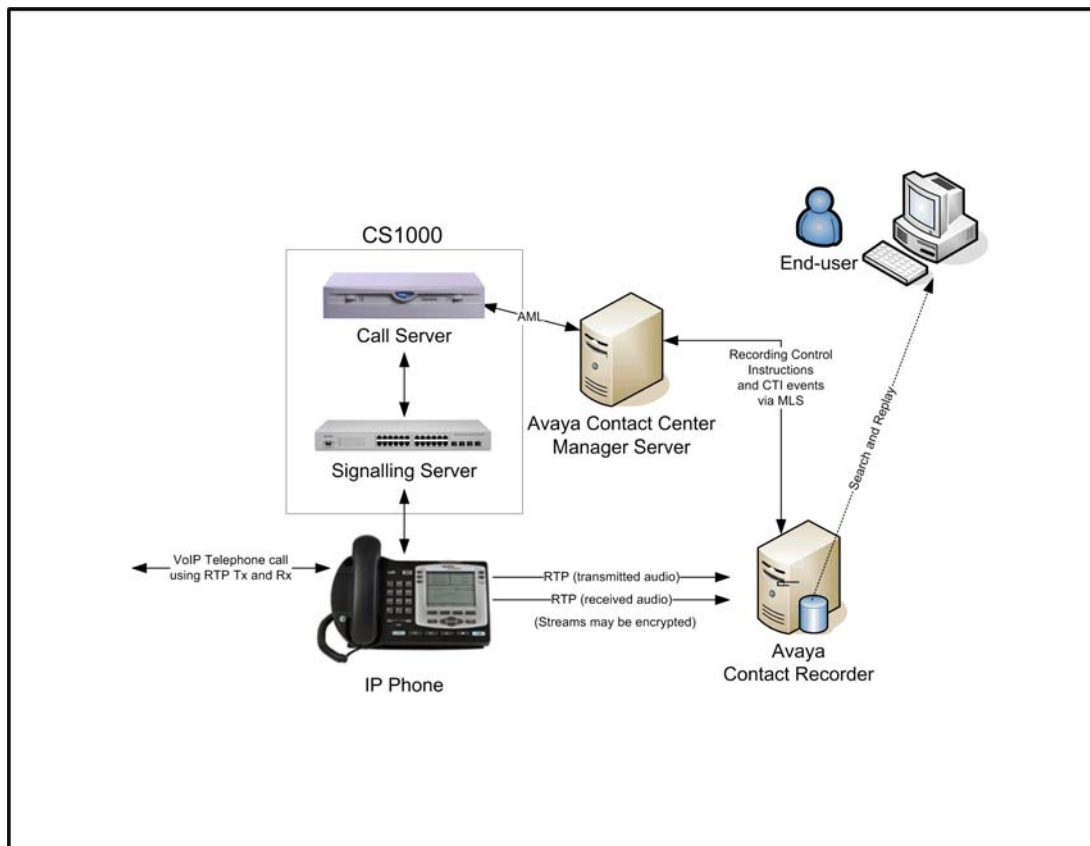 CS1000
Call Server
AML
Signalling Server
Avaya Contact Center
Manager Server
Recording Control
Instructions
and CTI events
via MLS
End-user
Search and Replay
VoIP Telephone call
using RTP Tx and Rx
IP Phone
RTP (transmitted audio)
RTP (received audio)
(Streams may be encrypted)
Avaya
Contact Recorder